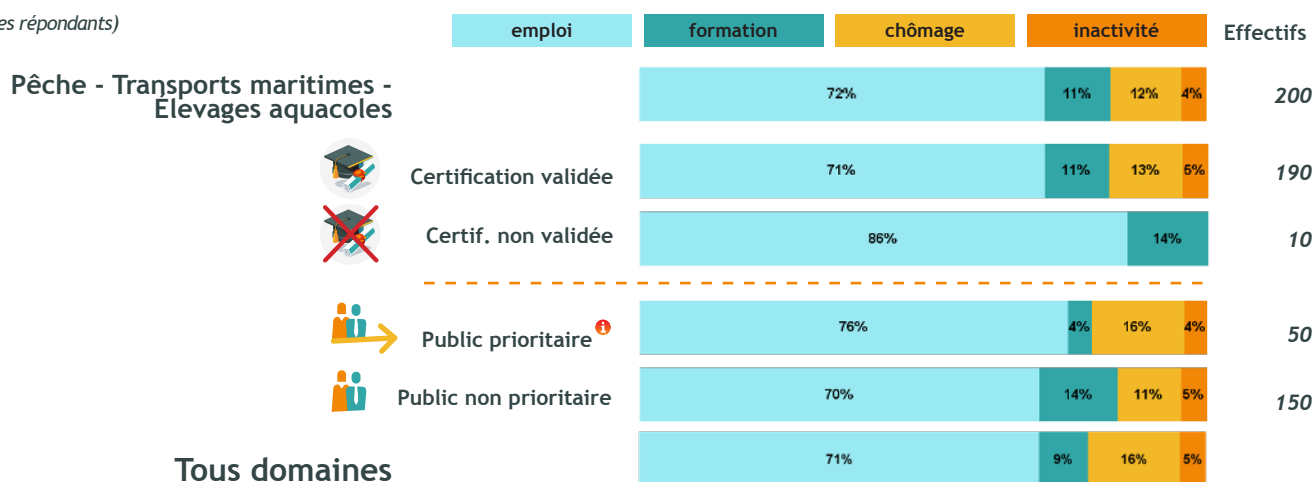 es répondants)
emploi formation chômage inactivité Effectifs
Pêche - Transports maritimes -
Élevages aquacoles
72% 11% 12% 4% 200
Certification validée 71% 11% 13% 5% 190
Certif. non validée 86% 14% 10
Public prioritaire i 76% 4% 16% 4% 50
Public non prioritaire 70% 14% 11% 5% 150
Tous domaines 71% 9% 16% 5%